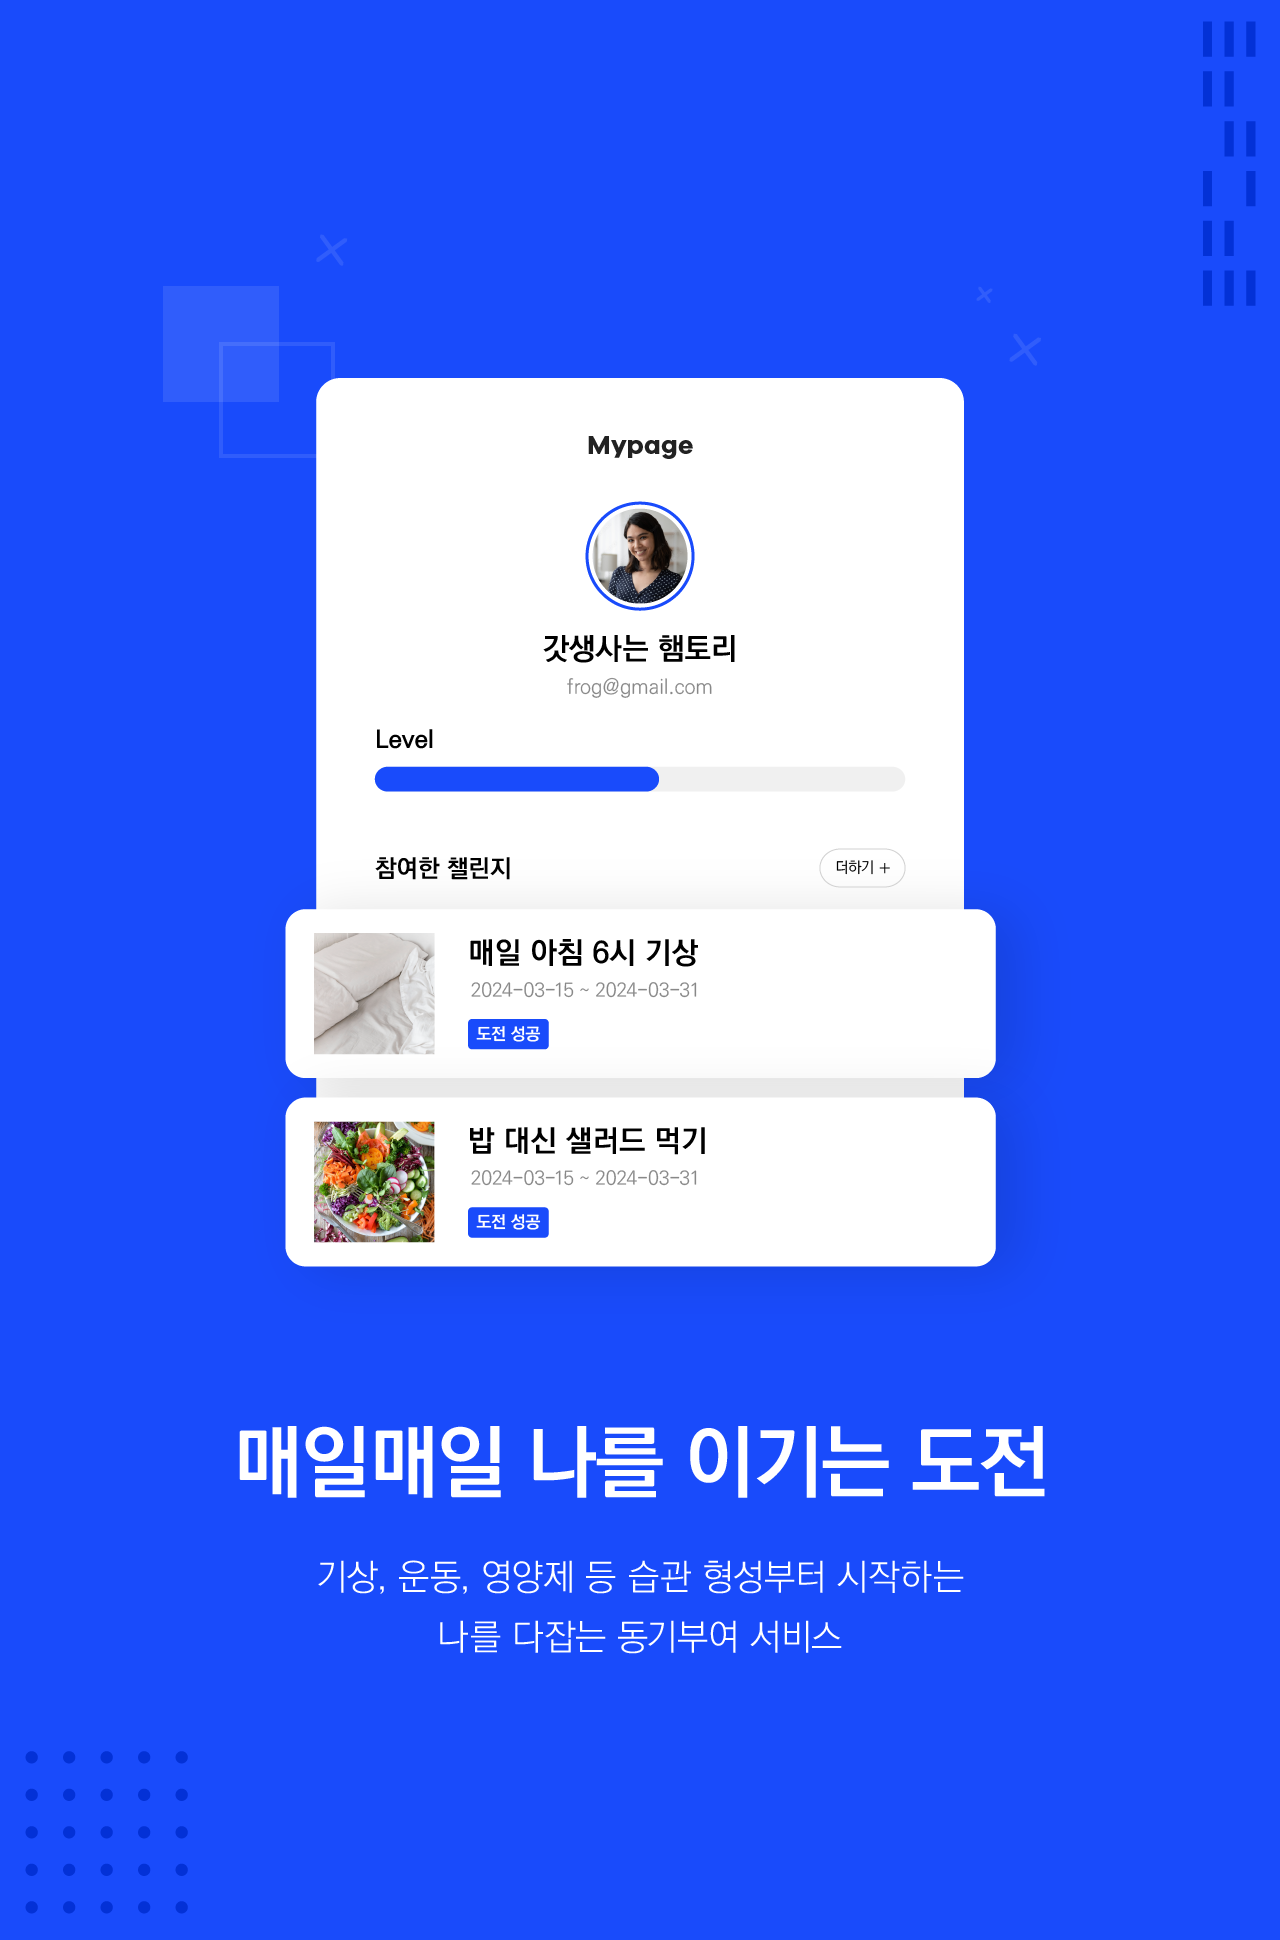 Mypage
갓생사는 햄토리
frog@gmail.com
Level
참여한 챌린지
더하기 +
매일 아침 6시 기상
2024-03-15 ~ 2024-03-31
도전 성공
밥 대신 샐러드 먹기
2024-03-15 ~ 2024-03-31
도전 성공
매일매일 나를 이기는 도전
기상, 운동, 영양제 등 습관 형성부터 시작하는
나를 다잡는 동기부여 서비스